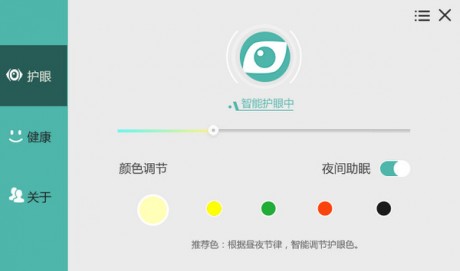 护眼
健康
关于
智能护眼中
颜色调节
夜间助眠
推荐色：根据昼夜节律，智能调节护眼色。